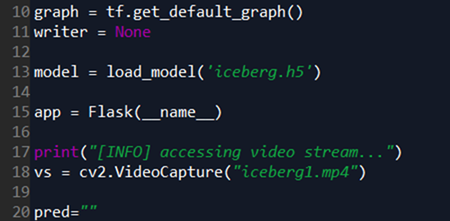 10 graph = tf.get_default_graph()
11 writer = None
12
13 model = load_model('iceberg.h5')
14
15 app = Flask(__name__)
16
17 print("[INFO] accessing video stream...")
18 vs = cv2.VideoCapture("iceberg1.mp4")
19
20 pred=""